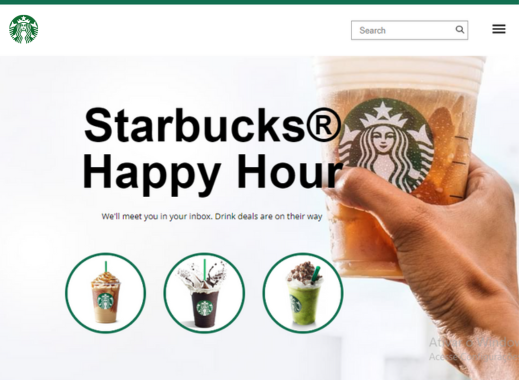 Search
Starbucks®
Happy Hour
We'll meet you in your inbox. Drink deals are on their way